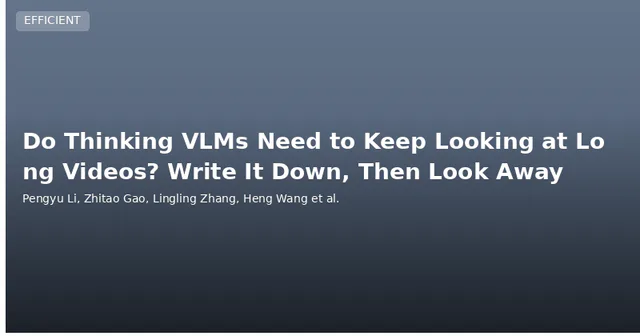 EFFICIENT
Do Thinking VLMs Need to Keep Looking at Lo
ng Videos? Write It Down, Then Look Away
Pengyu Li, Zhitao Gao, Lingling Zhang, Heng Wang et al.